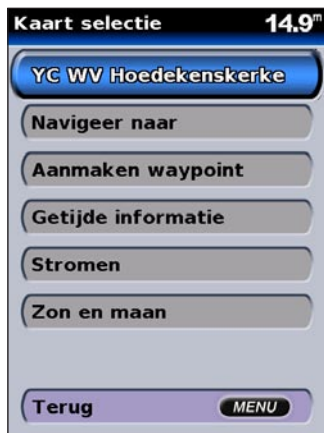 Kaart selectie 14.9m
YC WV Hoedekenskerke
Navigeer naar
Aanmaken waypoint
Getijde informatie
Stromen
Zon en maan
Terug MENU